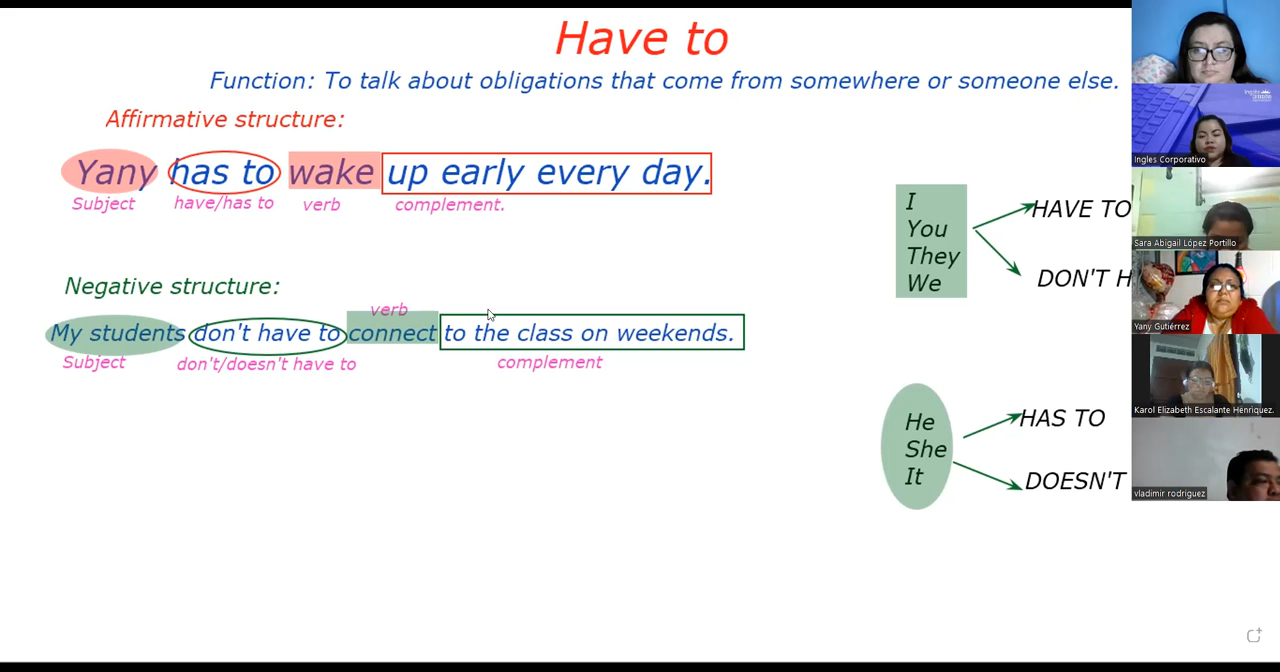 Have to
Function: To talk about obligations that come from somewhere or someone else.
Affirmative structure:
Yany has to wake up early every day.
Subject have/has to verb complement.
I
You
They
We
HAVE TO
DON'T H
Negative structure:
verb
My students don't have to connect to the class on weekends.
Subject don't/doesn't have to complement
He
She
It
HAS TO
DOESN'T
Ingles Corporativo
Sara Abigail López Portillo
Yany Gutiérrez
Karol Elizabeth Escalante Henriquez.
vladimir rodriguez